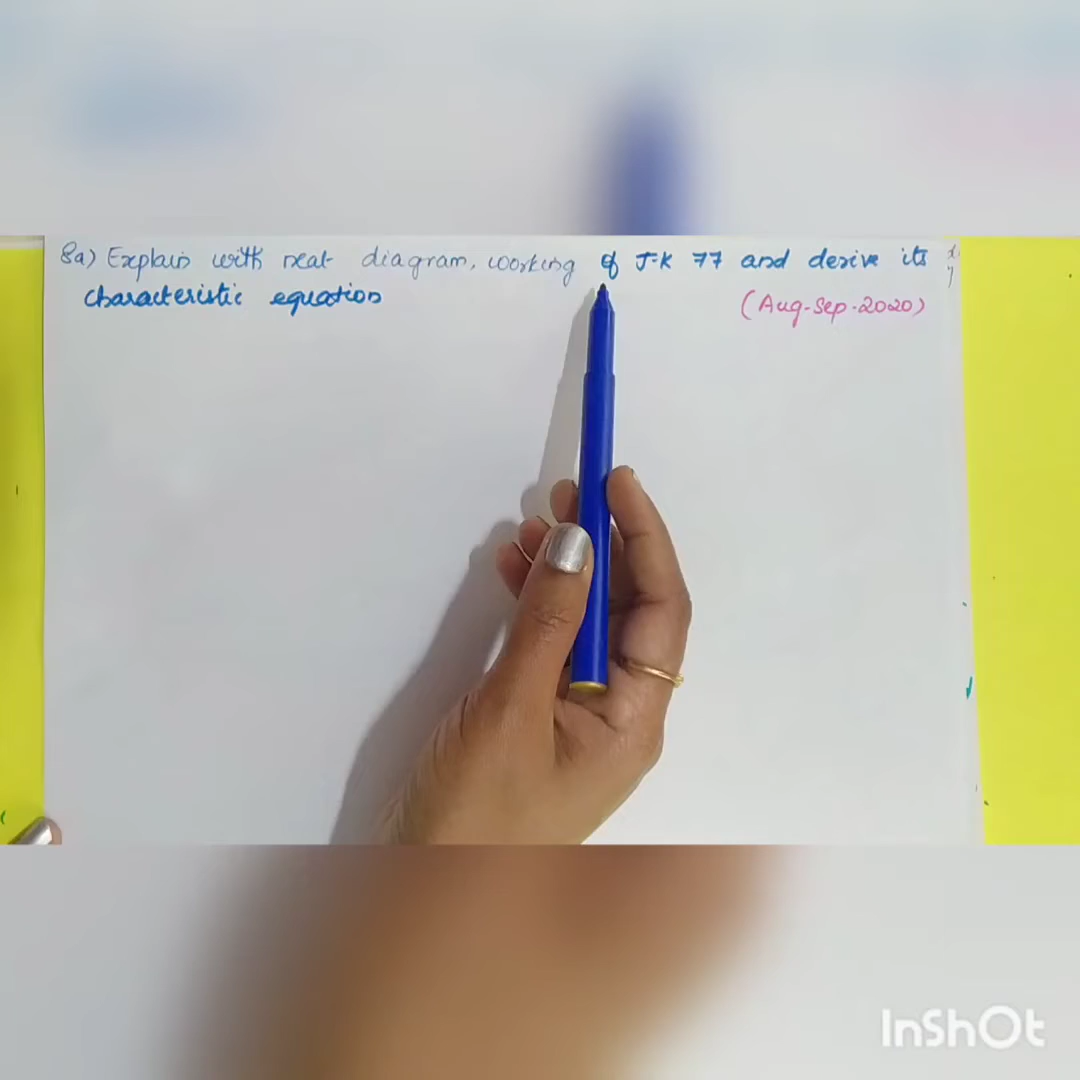 8a) Explain with neat diagram, working of J-K FF and derive its
characteristic equation
(Aug-Sep-2020)
InShOt